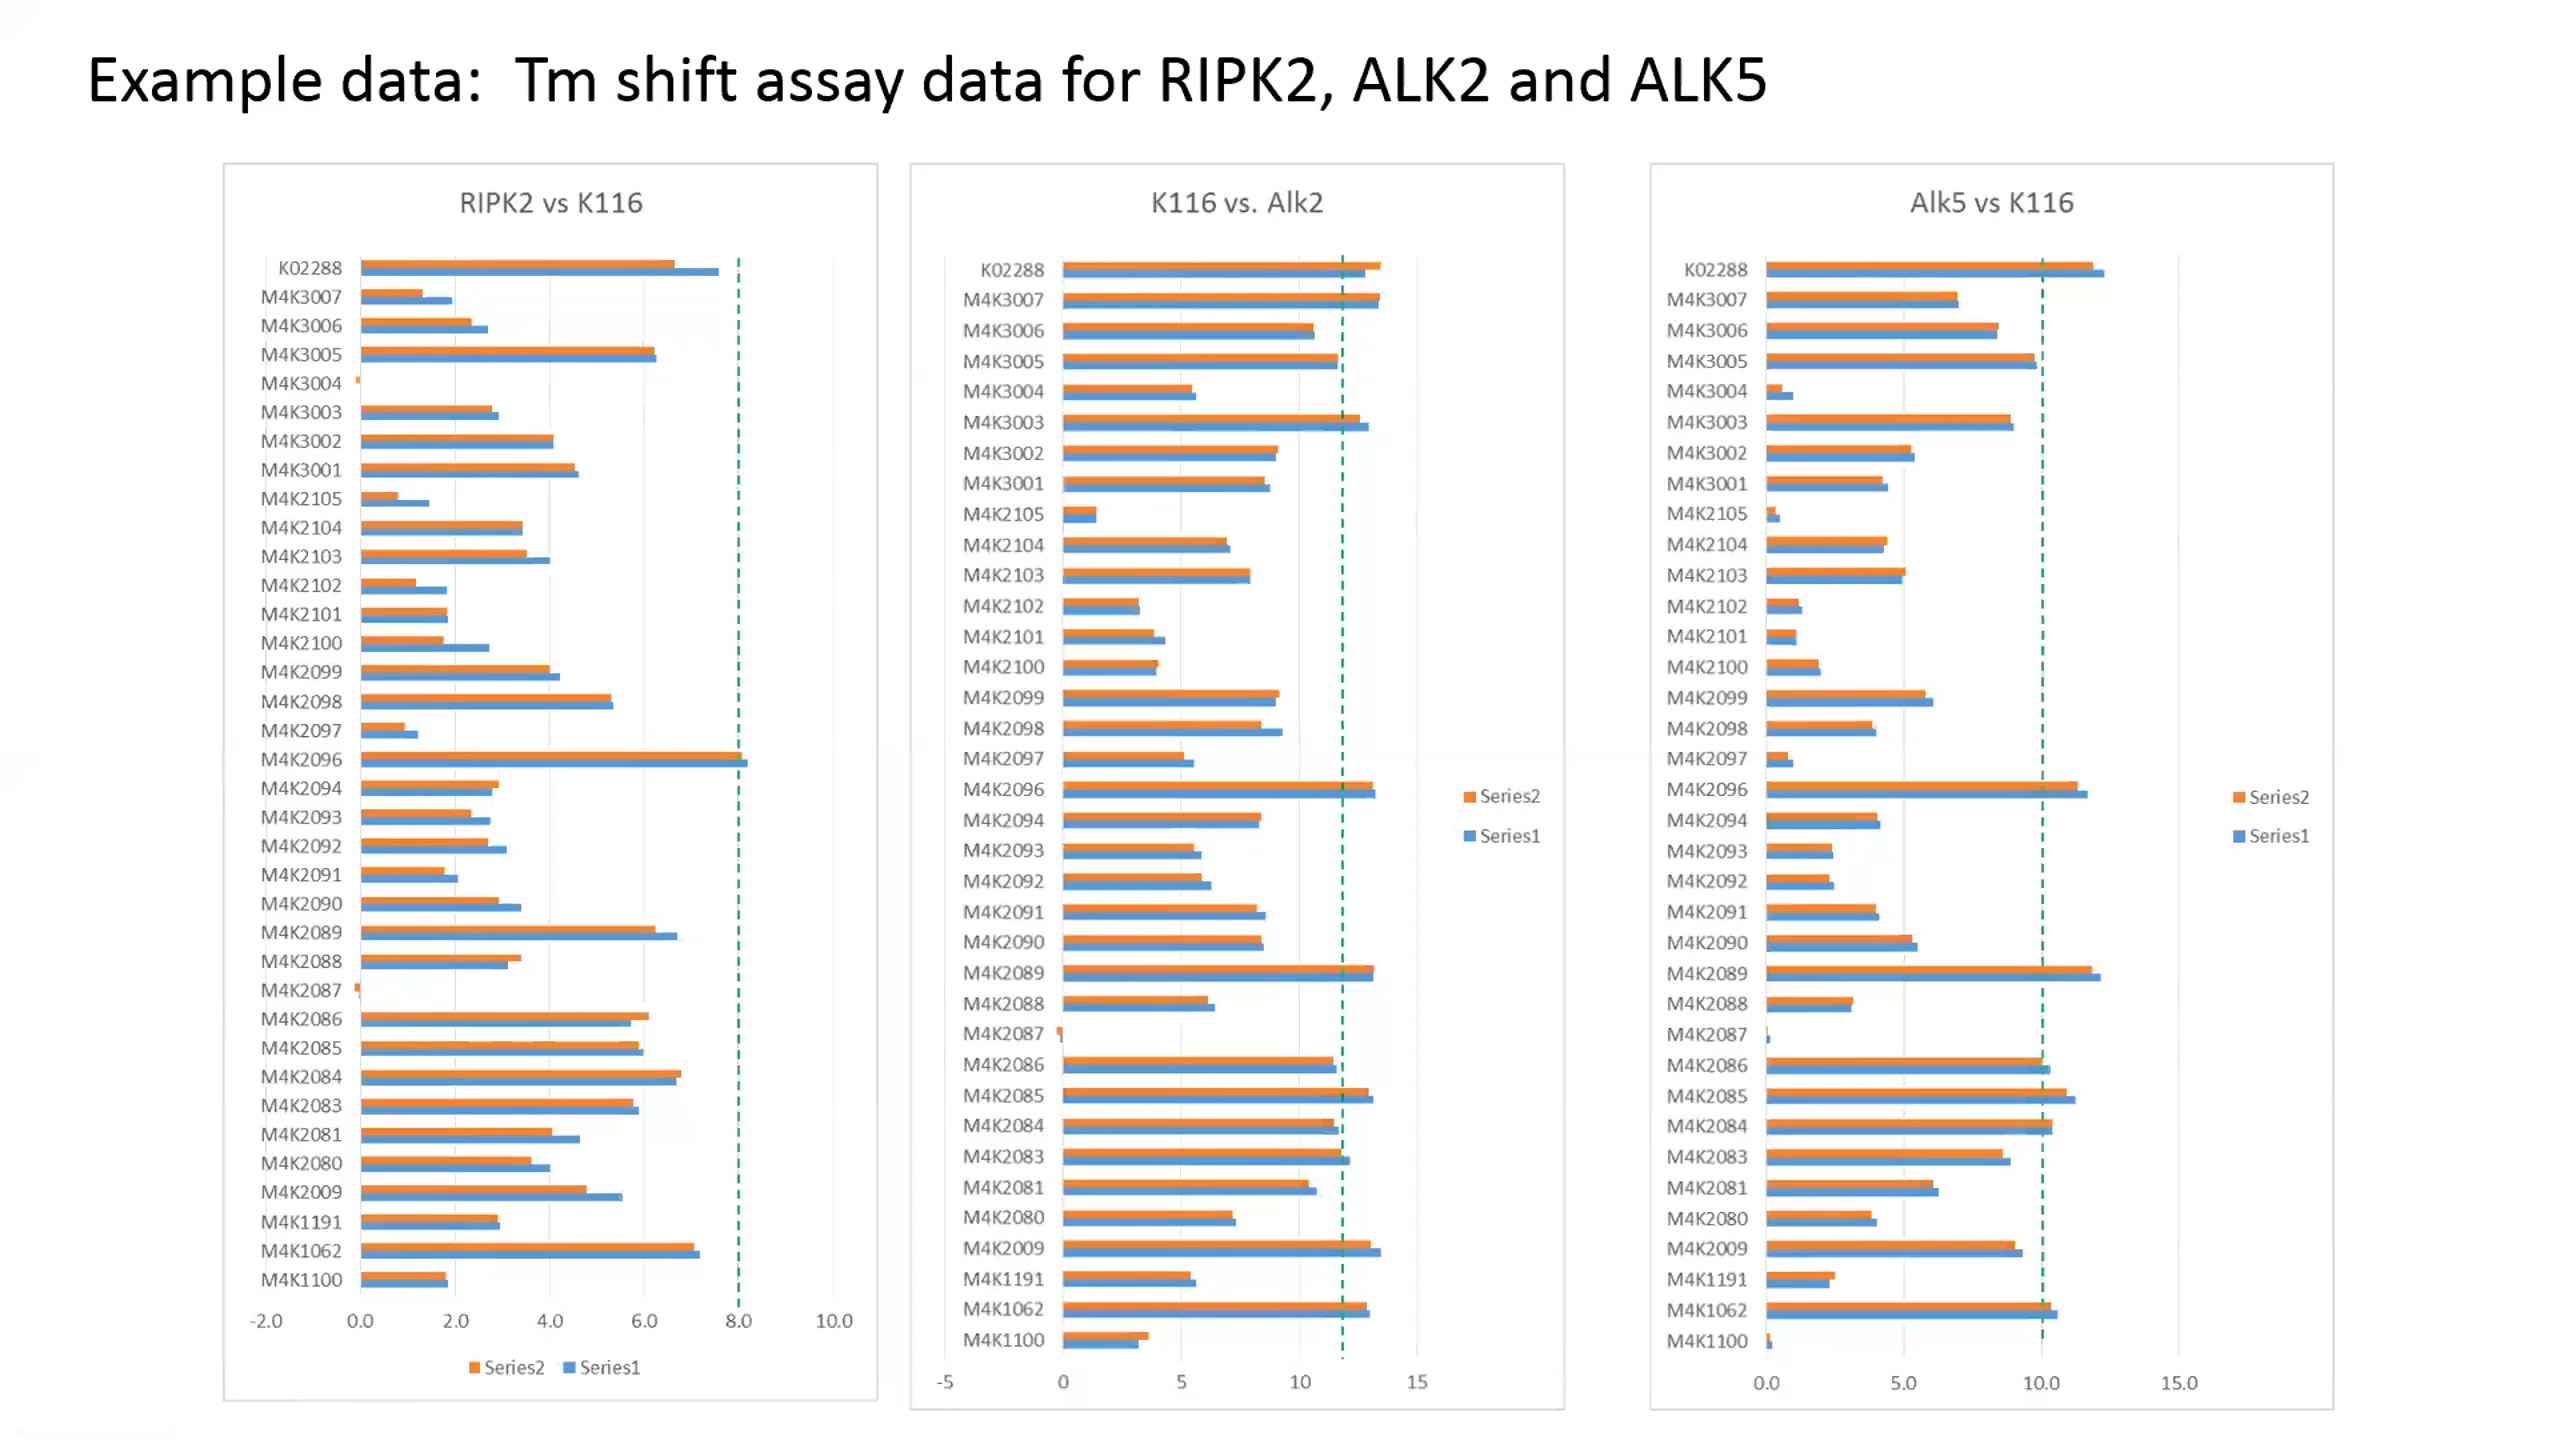 Example data:  Tm shift assay data for RIPK2, ALK2 and ALK5
RIPK2 vs K116
K02288
M4K3007
M4K3006
M4K3005
M4K3004
M4K3003
M4K3002
M4K3001
M4K2105
M4K2104
M4K2103
M4K2102
M4K2101
M4K2100
M4K2099
M4K2098
M4K2097
M4K2096
M4K2094
M4K2093
M4K2092
M4K2091
M4K2090
M4K2089
M4K2088
M4K2087
M4K2086
M4K2085
M4K2084
M4K2083
M4K2081
M4K2080
M4K2009
M4K1191
M4K1062
M4K1100
-2.0 0.0 2.0 4.0 6.0 8.0 10.0
Series2 Series1
K116 vs. Alk2
K02288
M4K3007
M4K3006
M4K3005
M4K3004
M4K3003
M4K3002
M4K3001
M4K2105
M4K2104
M4K2103
M4K2102
M4K2101
M4K2100
M4K2099
M4K2098
M4K2097
M4K2096
M4K2094
M4K2093
M4K2092
M4K2091
M4K2090
M4K2089
M4K2088
M4K2087
M4K2086
M4K2085
M4K2084
M4K2083
M4K2081
M4K2080
M4K2009
M4K1191
M4K1062
M4K1100
-5 0 5 10 15
Series2
Series1
Alk5 vs K116
K02288
M4K3007
M4K3006
M4K3005
M4K3004
M4K3003
M4K3002
M4K3001
M4K2105
M4K2104
M4K2103
M4K2102
M4K2101
M4K2100
M4K2099
M4K2098
M4K2097
M4K2096
M4K2094
M4K2093
M4K2092
M4K2091
M4K2090
M4K2089
M4K2088
M4K2087
M4K2086
M4K2085
M4K2084
M4K2083
M4K2081
M4K2080
M4K2009
M4K1191
M4K1062
M4K1100
0.0 5.0 10.0 15.0
Series2
Series1